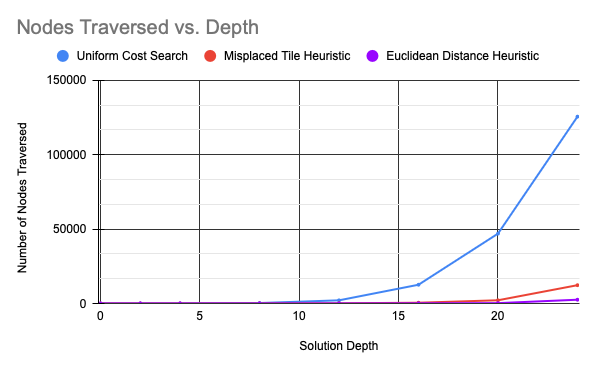 Nodes Traversed vs. Depth
Uniform Cost Search Misplaced Tile Heuristic Euclidean Distance Heuristic
150000
100000
50000
0
Number of Nodes Traversed
0 5 10 15 20
Solution Depth